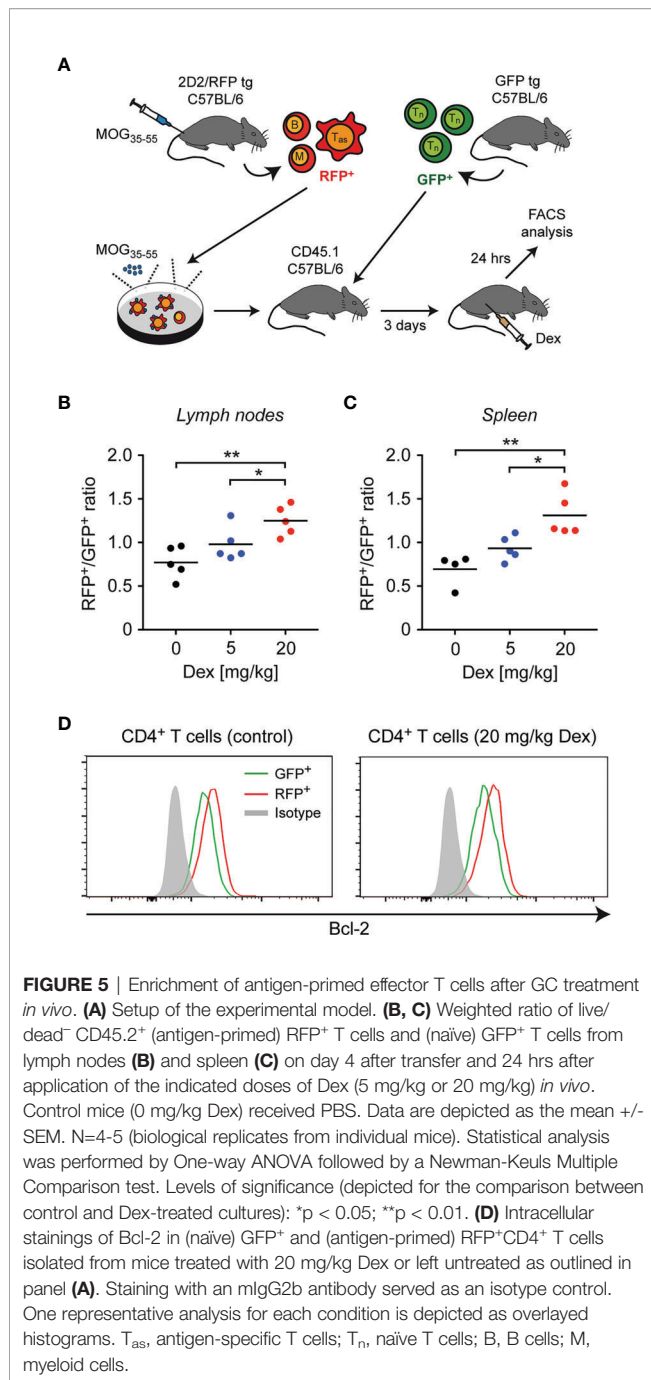 A
2D2/RFP tg
C57BL/6
GFP tg
C57BL/6
MOG35-55
B
M
Tas
RFP+
Tn
Tn
Tn
GFP+
MOG35-55
CD45.1
C57BL/6
3 days
24 hrs
FACS
analysis
Dex
B
Lymph nodes
RFP+/GFP+ ratio
2.0
1.5
1.0
0.5
0
**
*
0 5 20
Dex [mg/kg]
C
Spleen
RFP+/GFP+ ratio
2.0
1.5
1.0
0.5
0
**
*
0 5 20
Dex [mg/kg]
D
CD4+ T cells (control)
GFP+
RFP+
Isotype
CD4+ T cells (20 mg/kg Dex)
Bcl-2
FIGURE 5 | Enrichment of antigen-primed effector T cells after GC treatment
in vivo. (A) Setup of the experimental model. (B, C) Weighted ratio of live/
dead− CD45.2+ (antigen-primed) RFP+ T cells and (naïve) GFP+ T cells from
lymph nodes (B) and spleen (C) on day 4 after transfer and 24 hrs after
application of the indicated doses of Dex (5 mg/kg or 20 mg/kg) in vivo.
Control mice (0 mg/kg Dex) received PBS. Data are depicted as the mean +/-
SEM. N=4-5 (biological replicates from individual mice). Statistical analysis
was performed by One-way ANOVA followed by a Newman-Keuls Multiple
Comparison test. Levels of significance (depicted for the comparison between
control and Dex-treated cultures): *p < 0.05; **p < 0.01. (D) Intracellular
stainings of Bcl-2 in (naïve) GFP+ and (antigen-primed) RFP+CD4+ T cells
isolated from mice treated with 20 mg/kg Dex or left untreated as outlined in
panel (A). Staining with an mIgG2b antibody served as an isotype control.
One representative analysis for each condition is depicted as overlayed
histograms. Tas, antigen-specific T cells; Tn, naïve T cells; B, B cells; M,
myeloid cells.